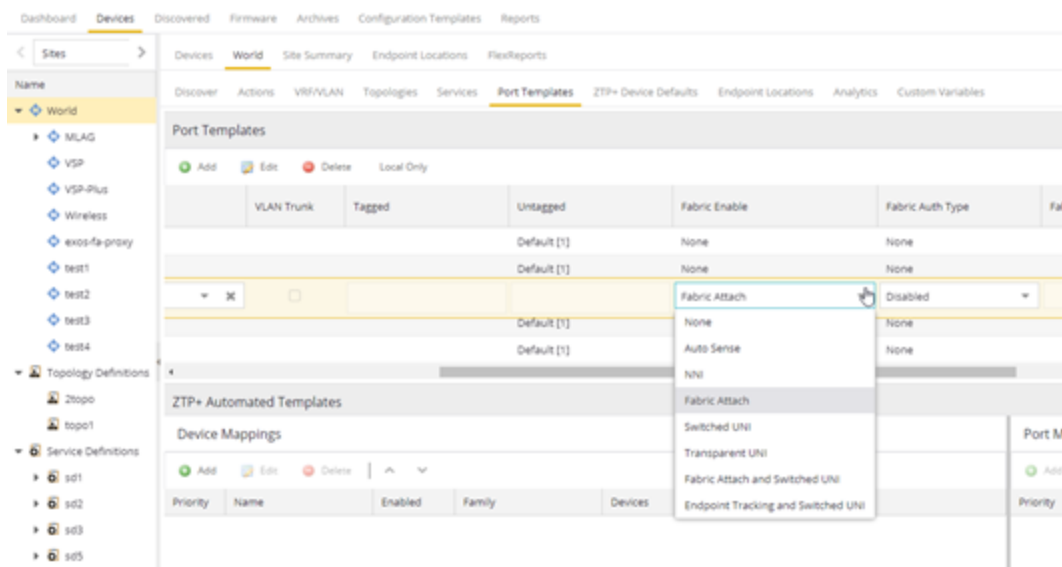 Dashboard Devices Discovered Firmware Archives Configuration Templates Reports
Sites
Devices World Site Summary Endpoint Locations FlexReports
Name
Discover Actions VRF/VLAN Topologies Services Port Templates ZTP+ Device Defaults Endpoint Locations Analytics Custom Variables
World
MLAG
VSP
VSP-Plus
Wireless
exos-fa-proxy
test1
test2
test3
test4
Topology Definitions
2topo
topo1
Service Definitions
sd1
sd2
sd3
sd5
Port Templates
Add Edit Delete Local Only
VLAN Trunk Tagged Untagged Fabric Enable Fabric Auth Type
Default [1] None None
Default [1] None None
Fabric Attach Disabled
Default [1] None
Default [1] None
None
Auto Sense
NNI
Fabric Attach
Switched UNI
Transparent UNI
Fabric Attach and Switched UNI
Endpoint Tracking and Switched UNI
ZTP+ Automated Templates
Device Mappings
Add Edit Delete
Priority Name Enabled Family Devices
Port M
Add
Priority